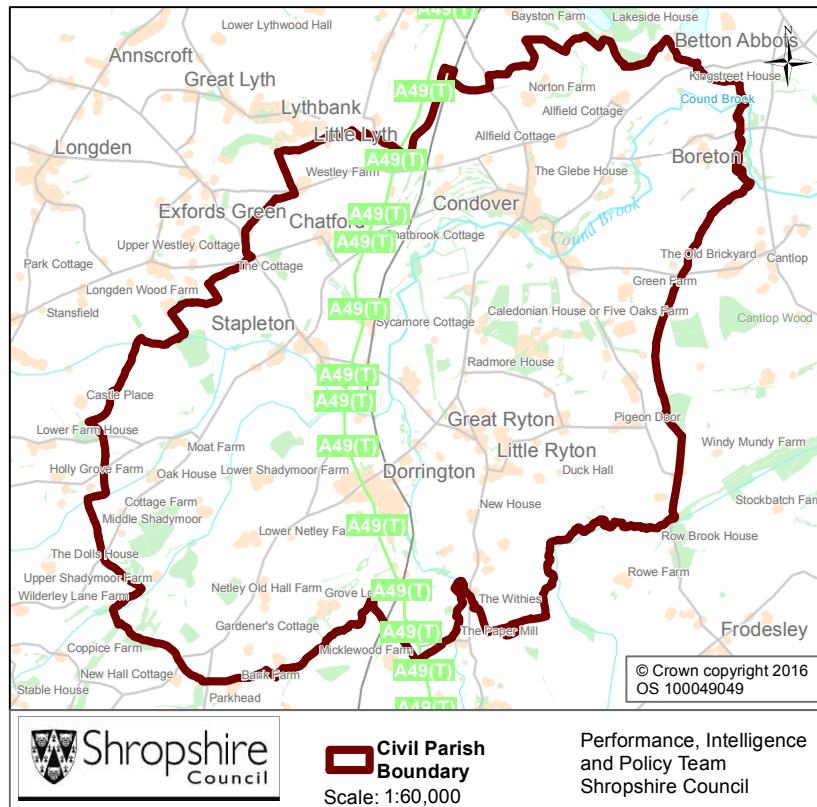 A49(T)
Bayston Farm
Lakeside House
Lower Lythwood Hall
Betton Abbots
Annscroft
Great Lyth
Kingstreet House
N
Norton Farm
A49(T)
Cound Brook
Lythbank
Allfield Cottage
Little Lyth
Allfield Cottage
Longden
A49(T)
Boreton
Westley Farm
The Glebe House
Condover
Exfords Green
Chatford
A49(T)
Cound Brook
Upper Westley Cottage
A49(T)
hatbrook Cottage
The Old Brickyard
Park Cottage
The Cottage
Cantlop
Green Farm
Longden Wood Farm
A49(T)
Caledonian House or Five Oaks Farm
Stansfield
Stapleton
Sycamore Cottage
Cantlop Wood
Radmore House
A49(T)
Castle Place
A49(T)
Great Ryton
Pigeon Door
Lower Farm House
A49(T)
Moat Farm
Little Ryton
Windy Mundy Farm
Holly Grove Farm
Oak House
Lower Shadymoor Farm
Dorrington
Duck Hall
Cottage Farm
New House
Stockbatch Farm
Middle Shadymoor
A49(T)
Lower Netley Fa
Row Brook House
The Dolls House
Upper Shadymoor Farm
Rowe Farm
Wilderley Lane Farm
Netley Old Hall Farm
Grove Lo
A49(T)
The Withies
Gardener's Cottage
A49(T)
The Paper Mill
Frodesley
Coppice Farm
Micklewood Farm
New Hall Cottage
Bank Farm
A49(T)
Stable House
Parkhead
A49(T)
© Crown copyright 2016
OS 100049049
Shropshire
Council
Civil Parish
Boundary
Scale: 1:60,000
Performance, Intelligence
and Policy Team
Shropshire Council